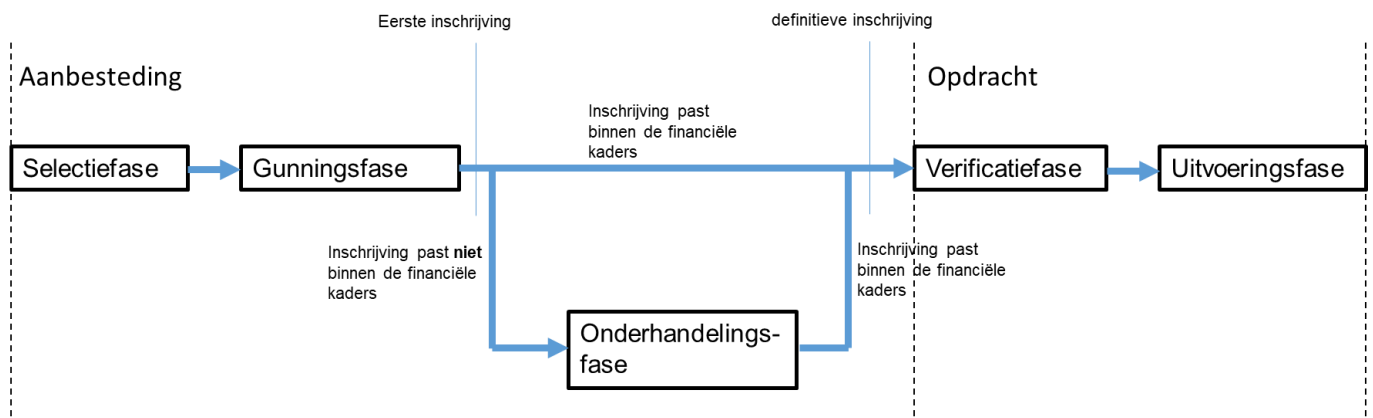 Eerste inschrijving
definitieve inschrijving
Aanbesteding
Opdracht
Inschrijving past
binnen de financiële
kaders
Selectiefase
Gunningsfase
Verificatiefase
Uitvoeringsfase
Inschrijving past niet
binnen de financiële
kaders
Inschrijving past
binnen de financiële
kaders
Onderhandelings-
fase